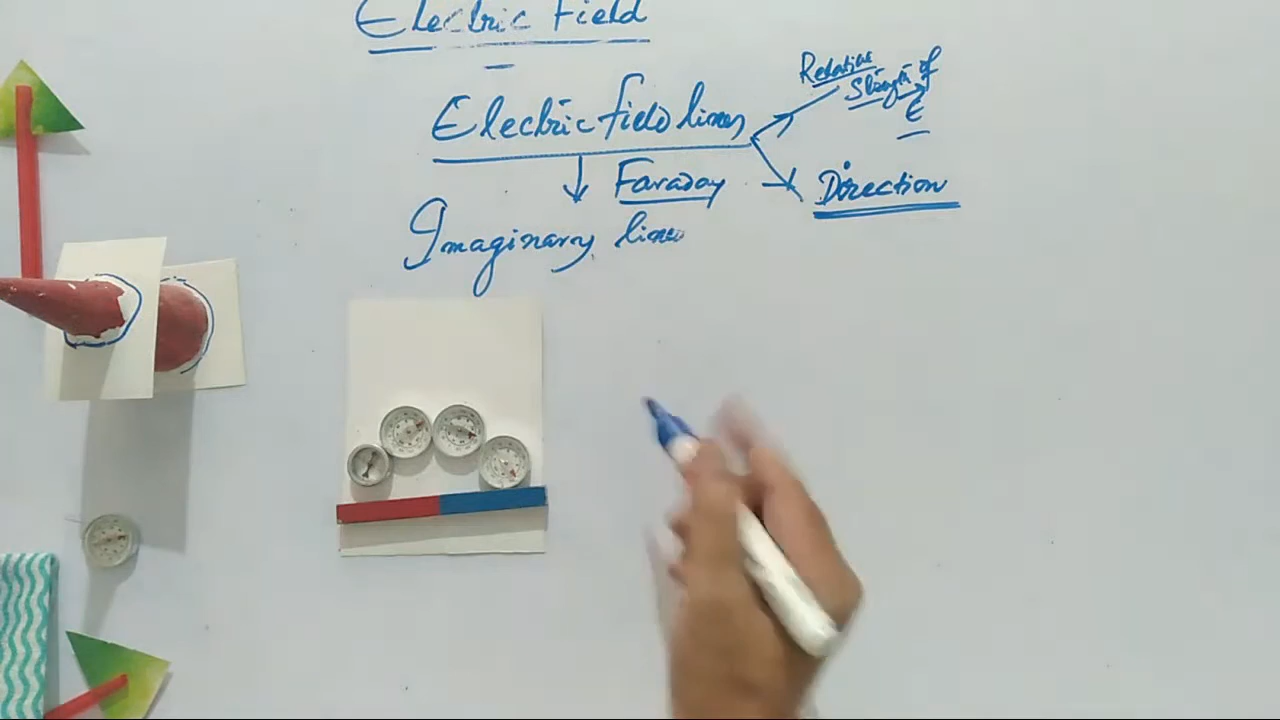 Electric Field
Electric field lines
Relative
Strength of
E
Faraday
Direction
Imaginary lines